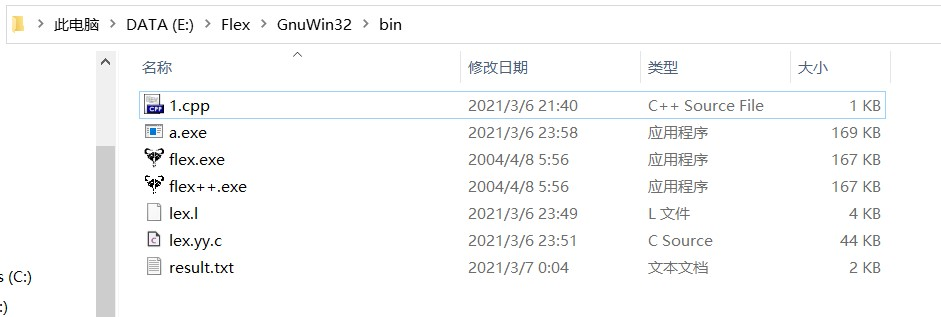 此电脑 > DATA (E:) > Flex > GnuWin32 > bin
名称 修改日期 类型 大小
1.cpp 2021/3/6 21:40 C++ Source File 1 KB
a.exe 2021/3/6 23:58 应用程序 169 KB
flex.exe 2004/4/8 5:56 应用程序 167 KB
flex++.exe 2004/4/8 5:56 应用程序 167 KB
lex.l 2021/3/6 23:49 L 文件 4 KB
lex.yy.c 2021/3/6 23:51 C Source 44 KB
result.txt 2021/3/7 0:04 文本文档 2 KB
s (C:)
:)